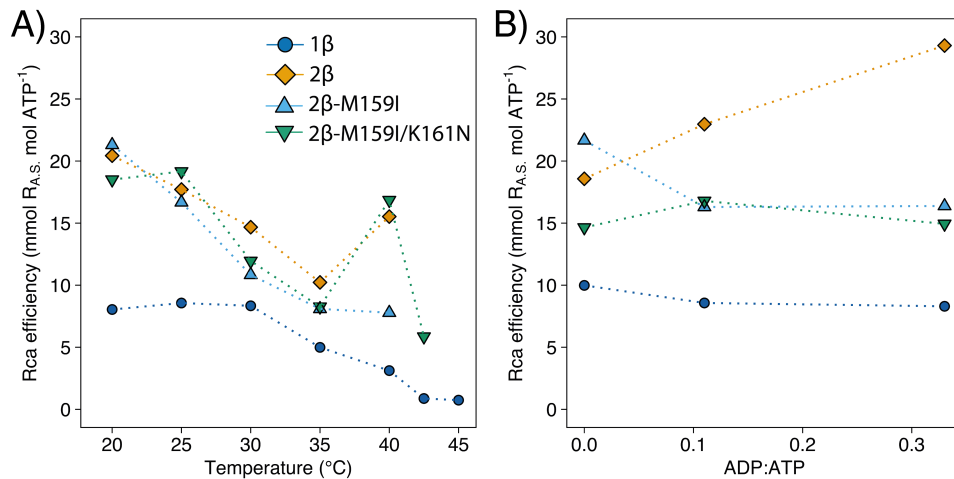 A)
Rca efficiency (mmol R_A.S. mol ATP⁻¹)
30
25
20
15
10
5
0
1β
2β
2β-M159I
2β-M159I/K161N
20 25 30 35 40 45
Temperature (°C)
B)
Rca efficiency (mmol R_A.S. mol ATP⁻¹)
30
25
20
15
10
5
0
0.0 0.1 0.2 0.3
ADP:ATP